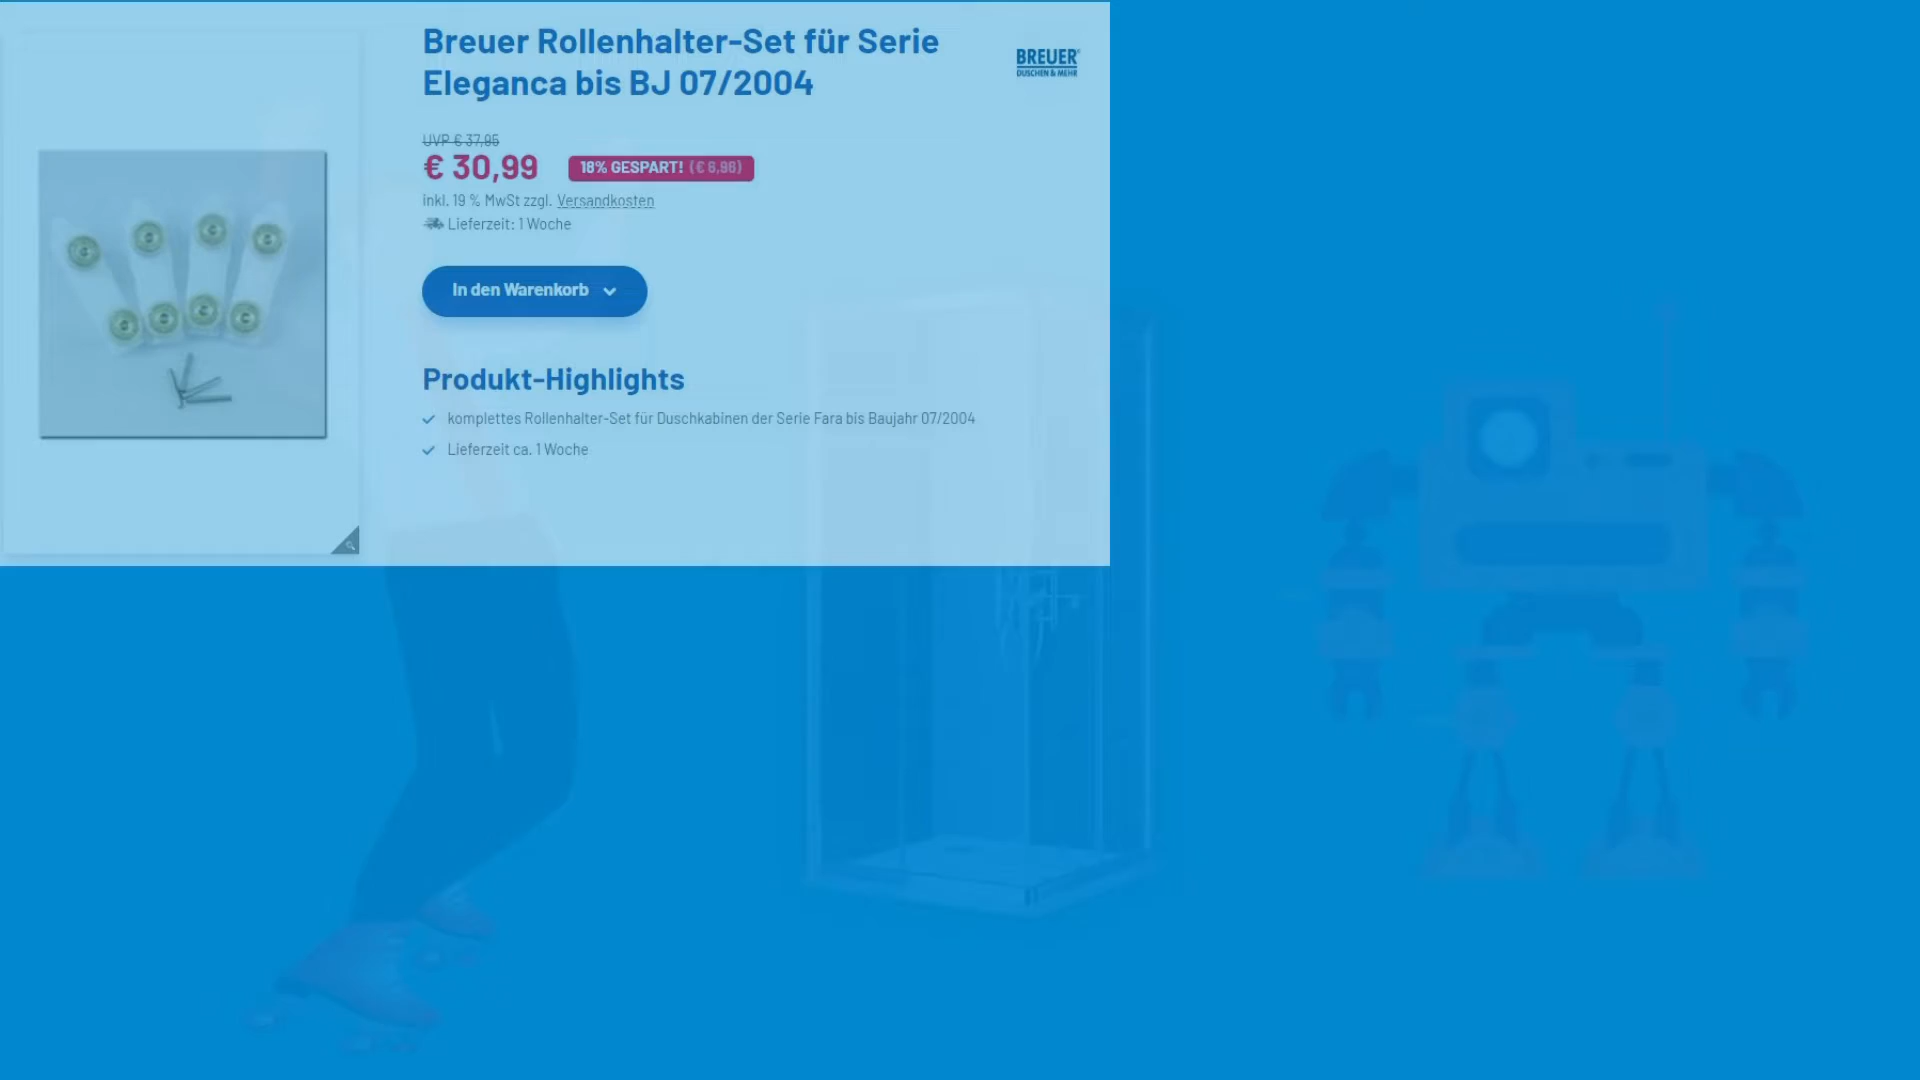 Breuer Rollenhalter-Set für Serie
Eleganca bis BJ 07/2004
BREUER
DUSCHEN & MEHR
UVP € 37,95
€ 30,99
18% GESPART! (€ 6,96)
inkl. 19 % MwSt zzgl. Versandkosten
Lieferzeit: 1 Woche
In den Warenkorb
Produkt-Highlights
komplettes Rollenhalter-Set für Duschkabinen der Serie Fara bis Baujahr 07/2004
Lieferzeit ca. 1 Woche